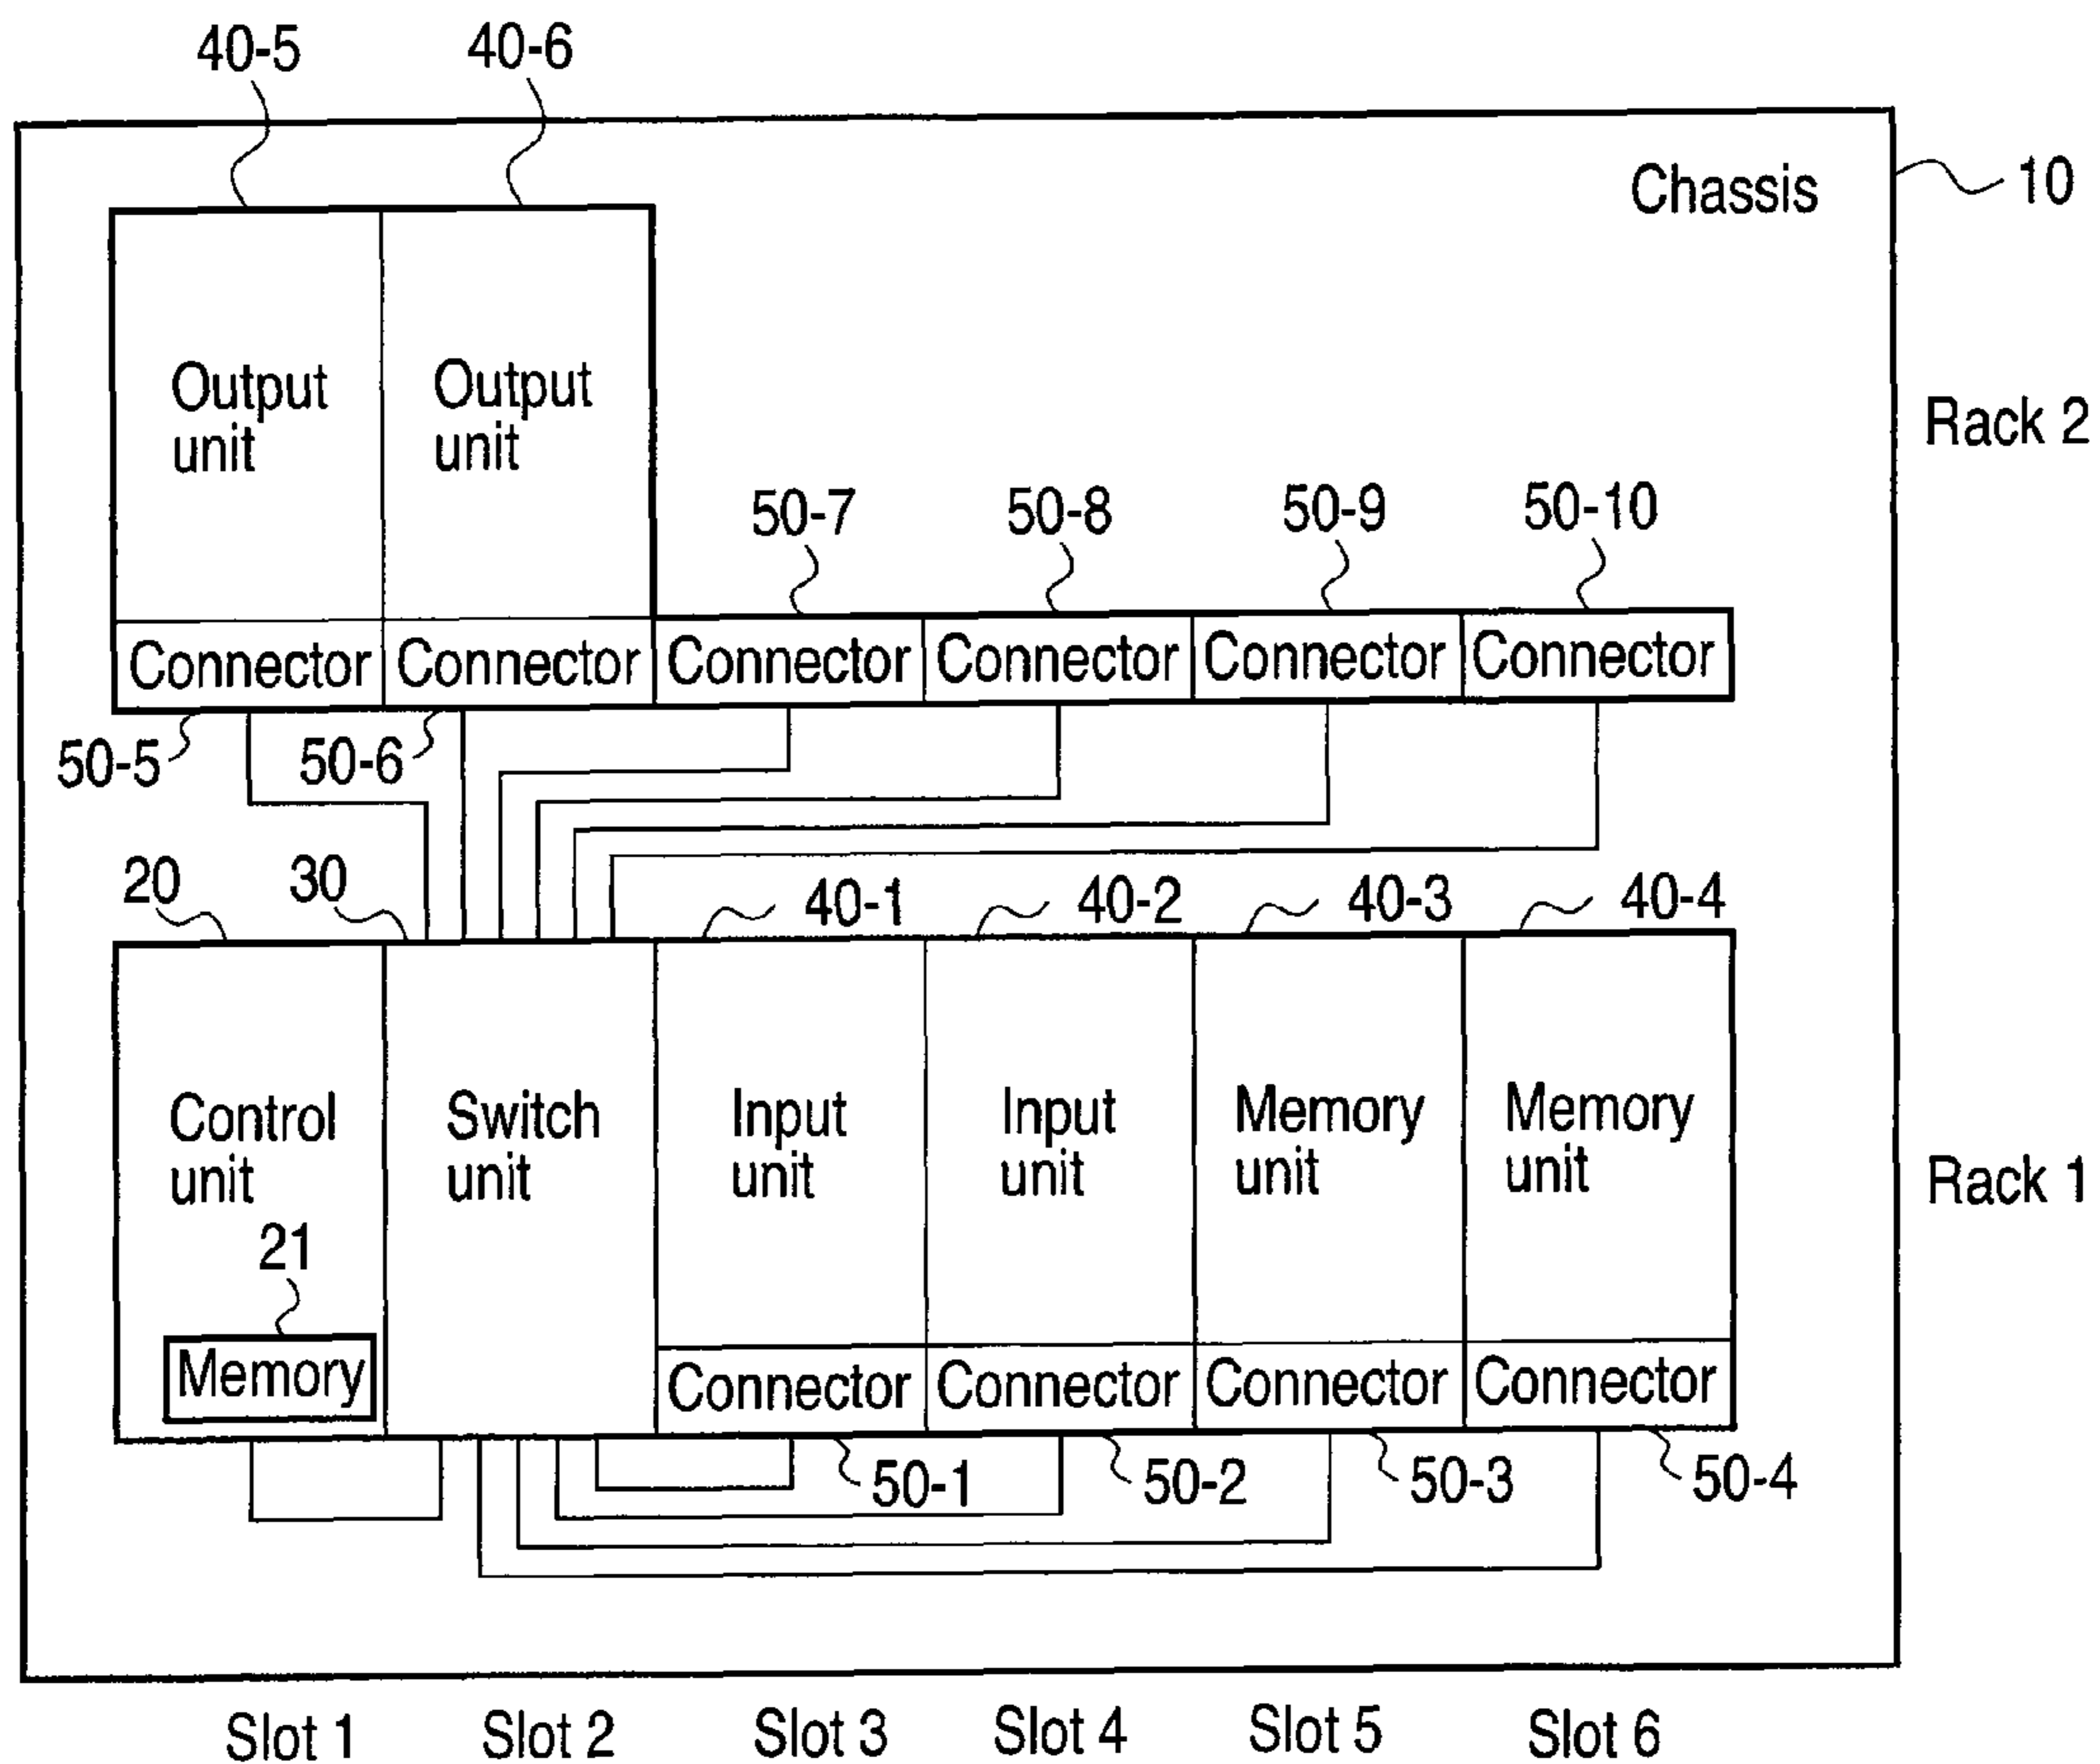 40-5 40-6
Chassis 10
Output unit
Output unit
Rack 2
50-7 50-8 50-9 50-10
Connector Connector Connector Connector Connector Connector
50-5 50-6
20 30 40-1 40-2 40-3 40-4
Control unit
Switch unit
Input unit
Input unit
Memory unit
Memory unit
Rack 1
21
Memory
Connector Connector Connector Connector
50-1 50-2 50-3 50-4
Slot 1 Slot 2 Slot 3 Slot 4 Slot 5 Slot 6